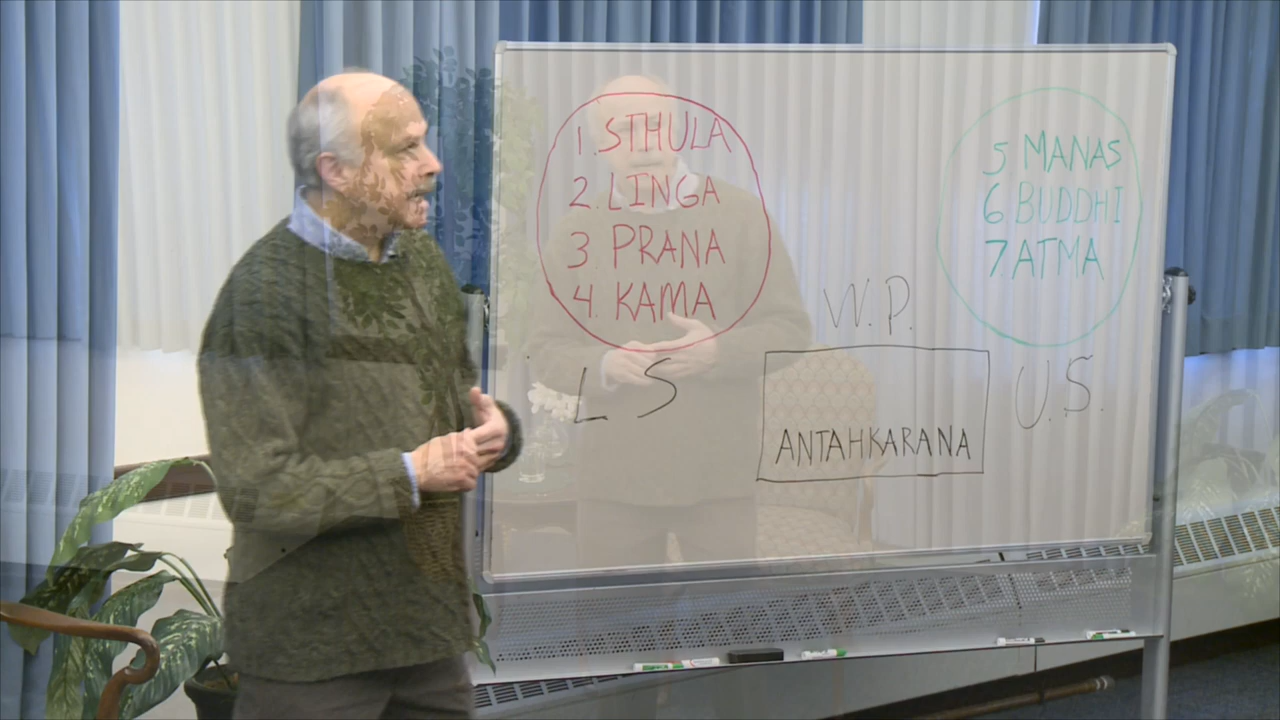 1. STHULA
2. LINGA
3. PRANA
4. KAMA
L S
W.P.
ANTAHKARANA
5 MANAS
6 BUDDHI
7 ATMA
U.S.